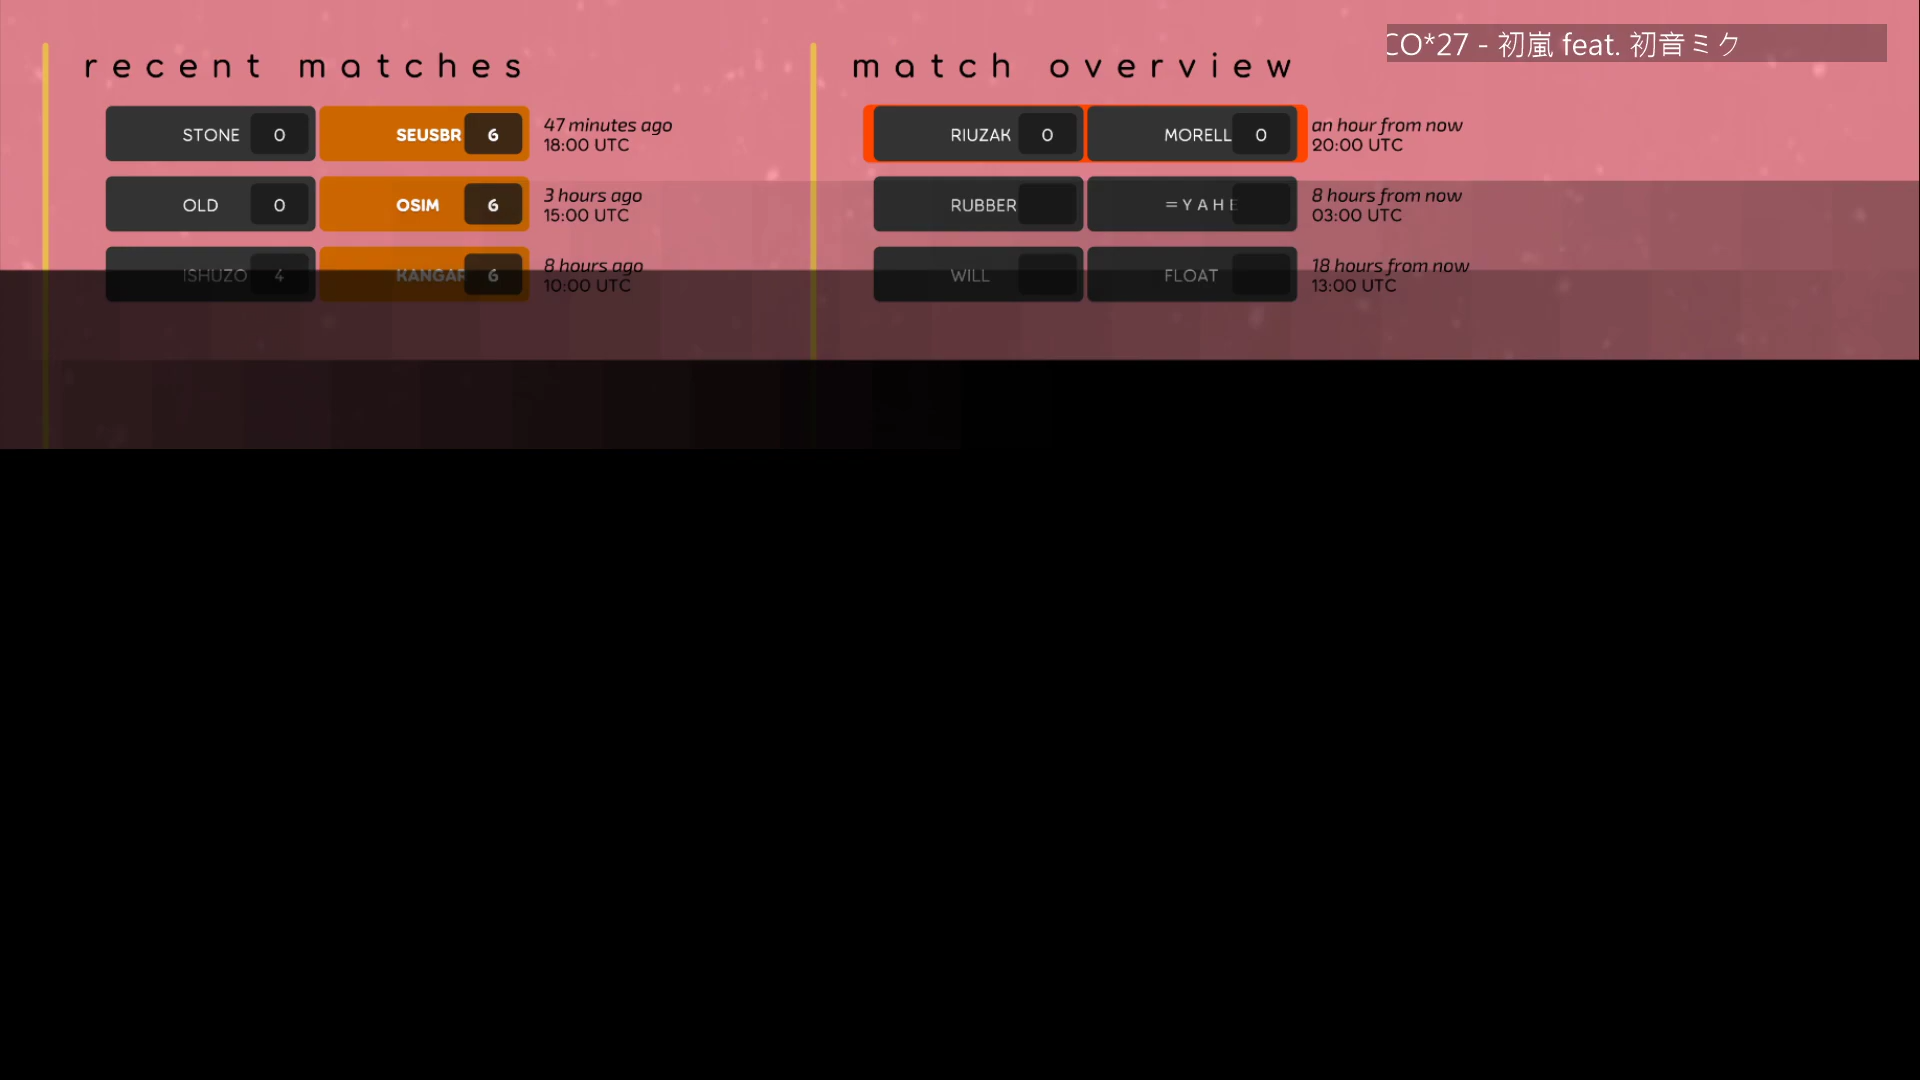 recent matches
STONE 0 SEUSBR 6 47 minutes ago
18:00 UTC
OLD 0 OSIM 6 3 hours ago
15:00 UTC
ISHUZO 4 KANGAR 6 8 hours ago
10:00 UTC
match overview
RIUZAK 0 MORELL 0 an hour from now
20:00 UTC
RUBBER =YAHE 8 hours from now
03:00 UTC
WILL FLOAT 18 hours from now
13:00 UTC
CO*27 - 初嵐 feat. 初音ミク